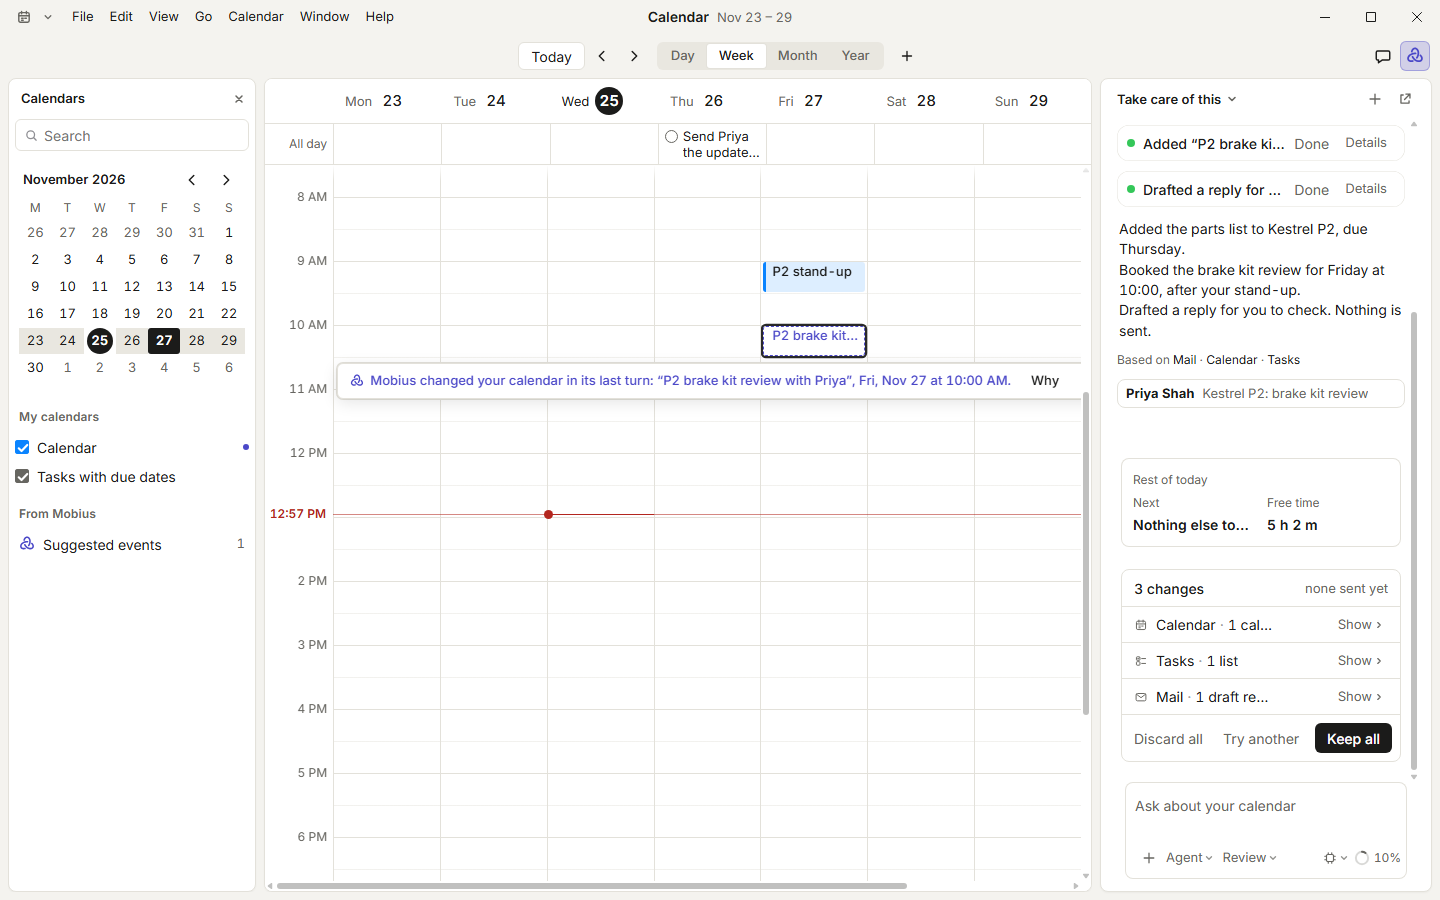 File Edit View Go Calendar Window Help
Calendar Nov 23 – 29
Today
Day Week Month Year
Calendars
Search
November 2026
M T W T F S S
26 27 28 29 30 31 1
2 3 4 5 6 7 8
9 10 11 12 13 14 15
16 17 18 19 20 21 22
23 24 25 26 27 28 29
30 1 2 3 4 5 6
My calendars
Calendar
Tasks with due dates
From Mobius
Suggested events 1
Mon 23 Tue 24 Wed 25 Thu 26 Fri 27 Sat 28 Sun 29
All day
Send Priya
the update...
8 AM
9 AM
P2 stand-up
10 AM
P2 brake kit...
Mobius changed your calendar in its last turn: “P2 brake kit review with Priya”, Fri, Nov 27 at 10:00 AM. Why
11 AM
12 PM
12:57 PM
2 PM
3 PM
4 PM
5 PM
6 PM
Take care of this
Added “P2 brake ki... Done Details
Drafted a reply for ... Done Details
Added the parts list to Kestrel P2, due
Thursday.
Booked the brake kit review for Friday at
10:00, after your stand-up.
Drafted a reply for you to check. Nothing is
sent.
Based on Mail · Calendar · Tasks
Priya Shah Kestrel P2: brake kit review
Rest of today
Next Free time
Nothing else to... 5 h 2 m
3 changes none sent yet
Calendar · 1 cal... Show
Tasks · 1 list Show
Mail · 1 draft re... Show
Discard all Try another Keep all
Ask about your calendar
Agent Review 10%